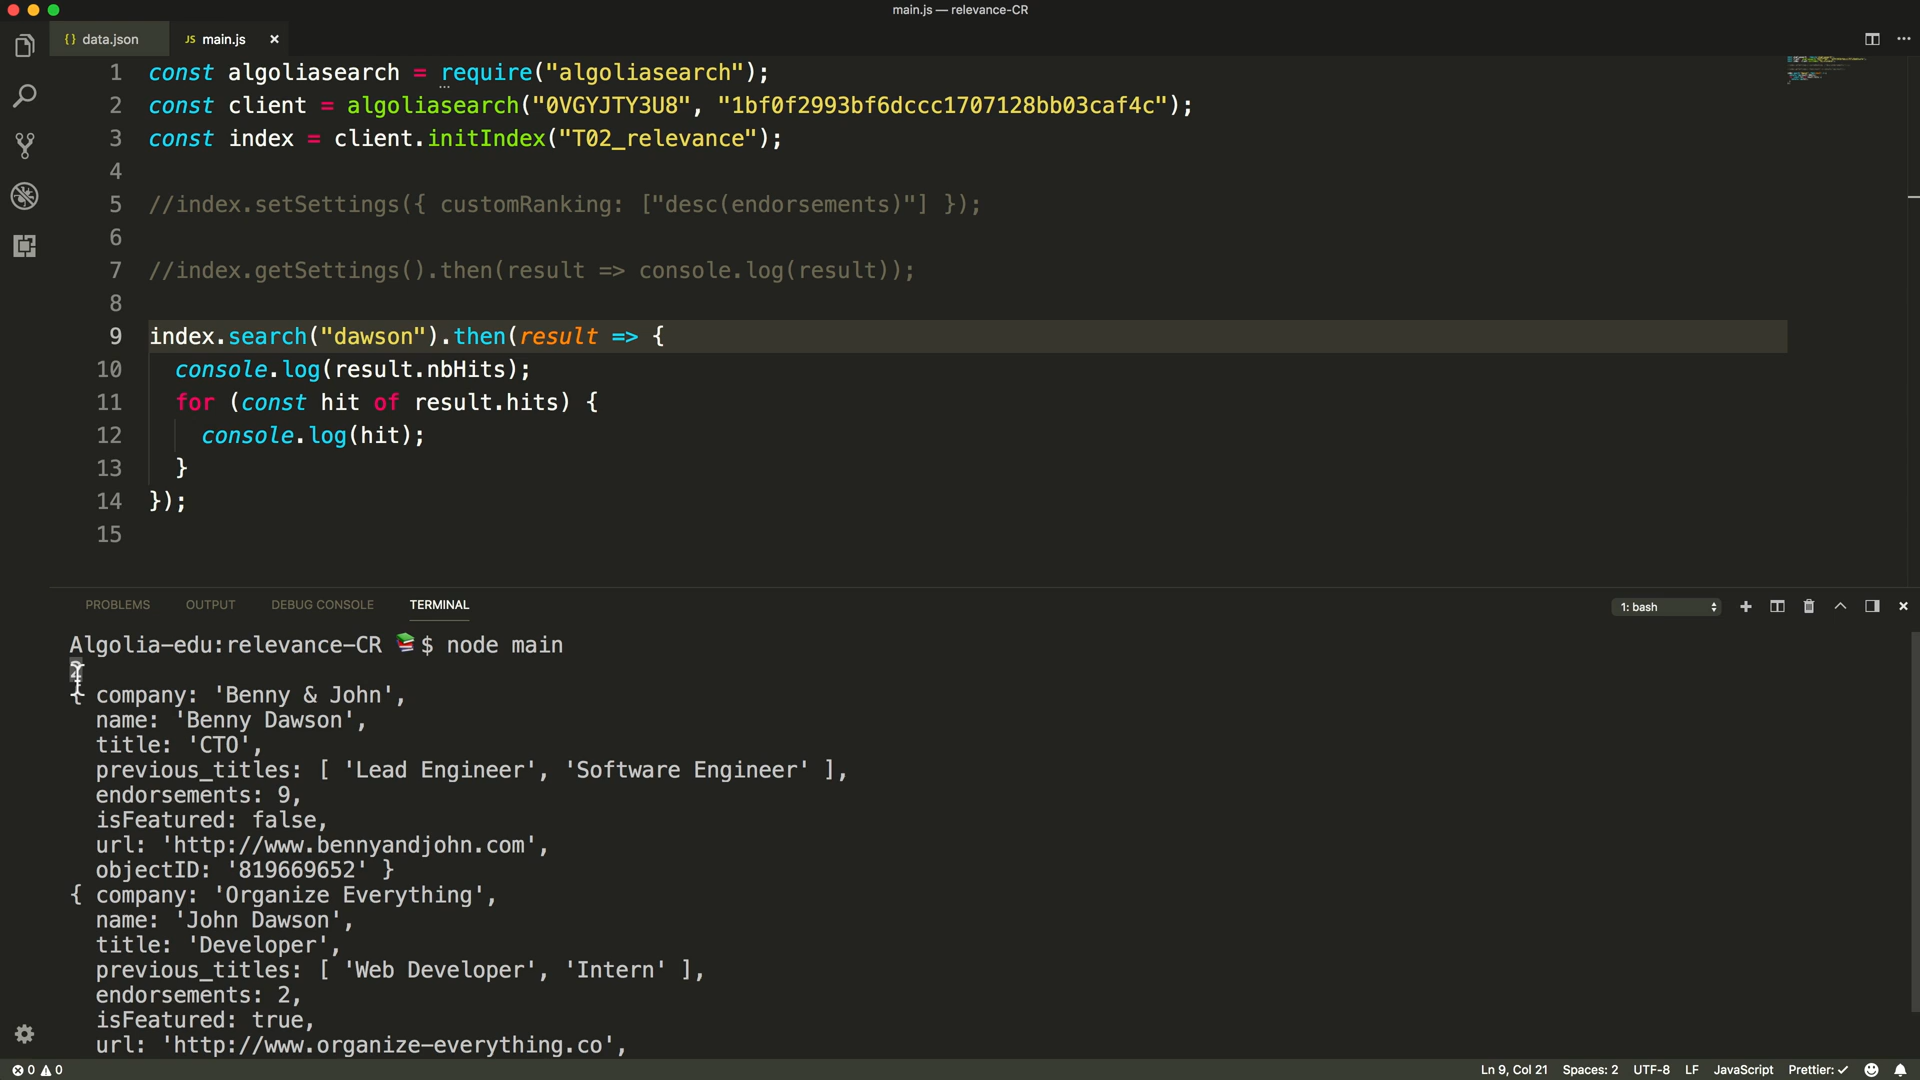 main.js — relevance-CR
{} data.json
JS main.js ×
1 const algoliasearch = require("algoliasearch");
2 const client = algoliasearch("0VGYJTY3U8", "1bf0f2993bf6dccc1707128bb03caf4c");
3 const index = client.initIndex("T02_relevance");
4
5 //index.setSettings({ customRanking: ["desc(endorsements)"] });
6
7 //index.getSettings().then(result => console.log(result));
8
9 index.search("dawson").then(result => {
10 console.log(result.nbHits);
11 for (const hit of result.hits) {
12 console.log(hit);
13 }
14 });
15
PROBLEMS OUTPUT DEBUG CONSOLE TERMINAL 1: bash
Algolia-edu:relevance-CR 📚$ node main
2
{ company: 'Benny & John',
name: 'Benny Dawson',
title: 'CTO',
previous_titles: [ 'Lead Engineer', 'Software Engineer' ],
endorsements: 9,
isFeatured: false,
url: 'http://www.bennyandjohn.com',
objectID: '819669652' }
{ company: 'Organize Everything',
name: 'John Dawson',
title: 'Developer',
previous_titles: [ 'Web Developer', 'Intern' ],
endorsements: 2,
isFeatured: true,
url: 'http://www.organize-everything.co',
0 0 Ln 9, Col 21 Spaces: 2 UTF-8 LF JavaScript Prettier: ✓